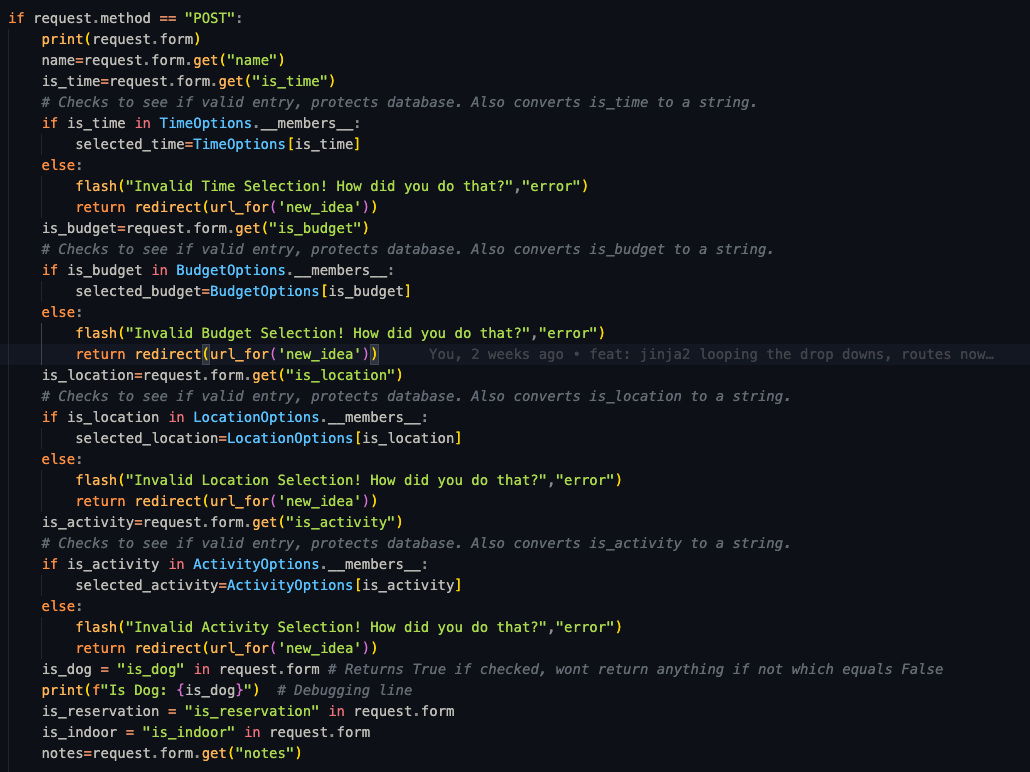 if request.method == "POST":
    print(request.form)
    name=request.form.get("name")
    is_time=request.form.get("is_time")
    # Checks to see if valid entry, protects database. Also converts is_time to a string.
    if is_time in TimeOptions.__members__:
        selected_time=TimeOptions[is_time]
    else:
        flash("Invalid Time Selection! How did you do that?","error")
        return redirect(url_for('new_idea'))
    is_budget=request.form.get("is_budget")
    # Checks to see if valid entry, protects database. Also converts is_budget to a string.
    if is_budget in BudgetOptions.__members__:
        selected_budget=BudgetOptions[is_budget]
    else:
        flash("Invalid Budget Selection! How did you do that?","error")
        return redirect(url_for('new_idea'))      You, 2 weeks ago • feat: jinja2 looping the drop downs, routes now…
    is_location=request.form.get("is_location")
    # Checks to see if valid entry, protects database. Also converts is_location to a string.
    if is_location in LocationOptions.__members__:
        selected_location=LocationOptions[is_location]
    else:
        flash("Invalid Location Selection! How did you do that?","error")
        return redirect(url_for('new_idea'))
    is_activity=request.form.get("is_activity")
    # Checks to see if valid entry, protects database. Also converts is_activity to a string.
    if is_activity in ActivityOptions.__members__:
        selected_activity=ActivityOptions[is_activity]
    else:
        flash("Invalid Activity Selection! How did you do that?","error")
        return redirect(url_for('new_idea'))
    is_dog = "is_dog" in request.form # Returns True if checked, wont return anything if not which equals False
    print(f"Is Dog: {is_dog}")  # Debugging line
    is_reservation = "is_reservation" in request.form
    is_indoor = "is_indoor" in request.form
    notes=request.form.get("notes")